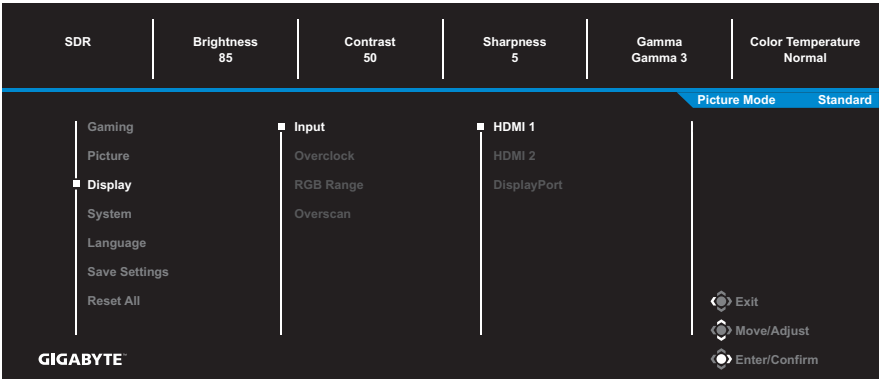 SDR
Brightness
85
Contrast
50
Sharpness
5
Gamma
Gamma 3
Color Temperature
Normal
Picture Mode Standard
Gaming
Picture
Display
System
Language
Save Settings
Reset All
Input
Overclock
RGB Range
Overscan
HDMI 1
HDMI 2
DisplayPort
Exit
Move/Adjust
Enter/Confirm
GIGABYTE™